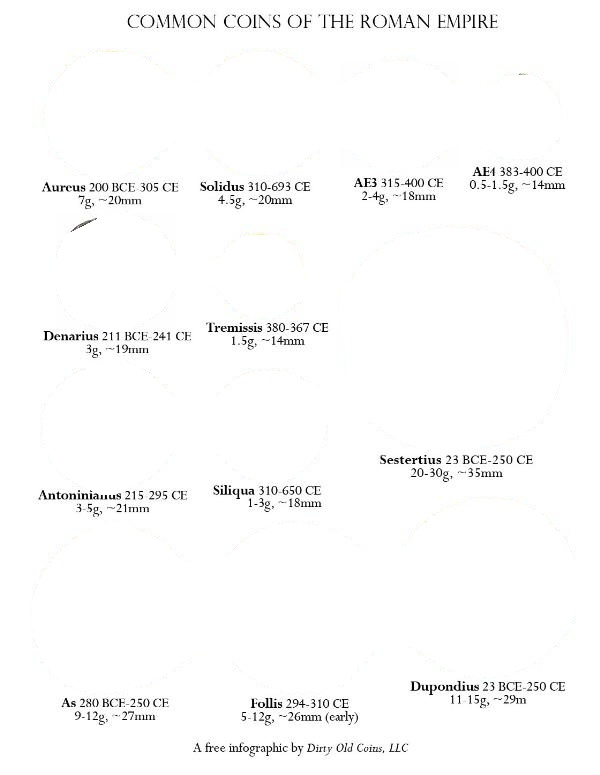 COMMON COINS OF THE ROMAN EMPIRE
Aureus 200 BCE-305 CE
7g, ~20mm
Solidus 310-693 CE
4.5g, ~20mm
AE3 315-400 CE
2-4g, ~18mm
AE4 383-400 CE
0.5-1.5g, ~14mm
Denarius 211 BCE-241 CE
3g, ~19mm
Tremissis 380-367 CE
1.5g, ~14mm
Sestertius 23 BCE-250 CE
20-30g, ~35mm
Antoninianus 215-295 CE
3-5g, ~21mm
Siliqua 310-650 CE
1-3g, ~18mm
As 280 BCE-250 CE
9-12g, ~27mm
Follis 294-310 CE
5-12g, ~26mm (early)
Dupondius 23 BCE-250 CE
11-15g, ~29m
A free infographic by Dirty Old Coins, LLC